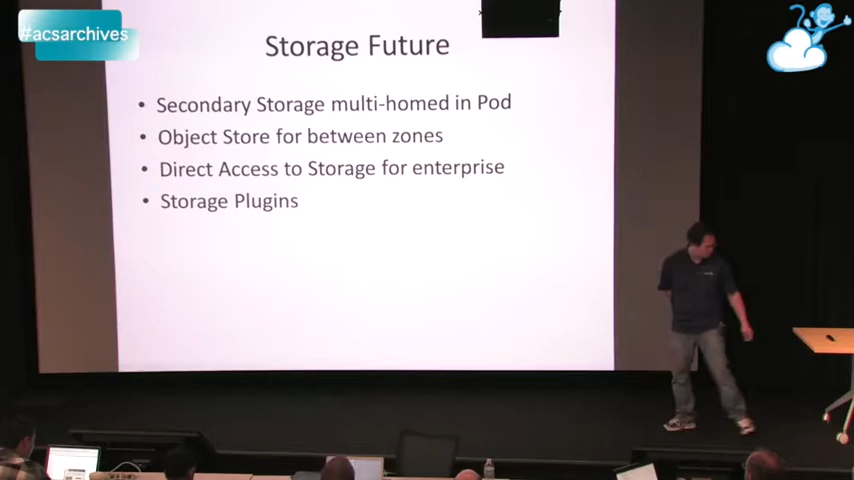 #acsarchives
Storage Future
• Secondary Storage multi-homed in Pod
• Object Store for between zones
• Direct Access to Storage for enterprise
• Storage Plugins